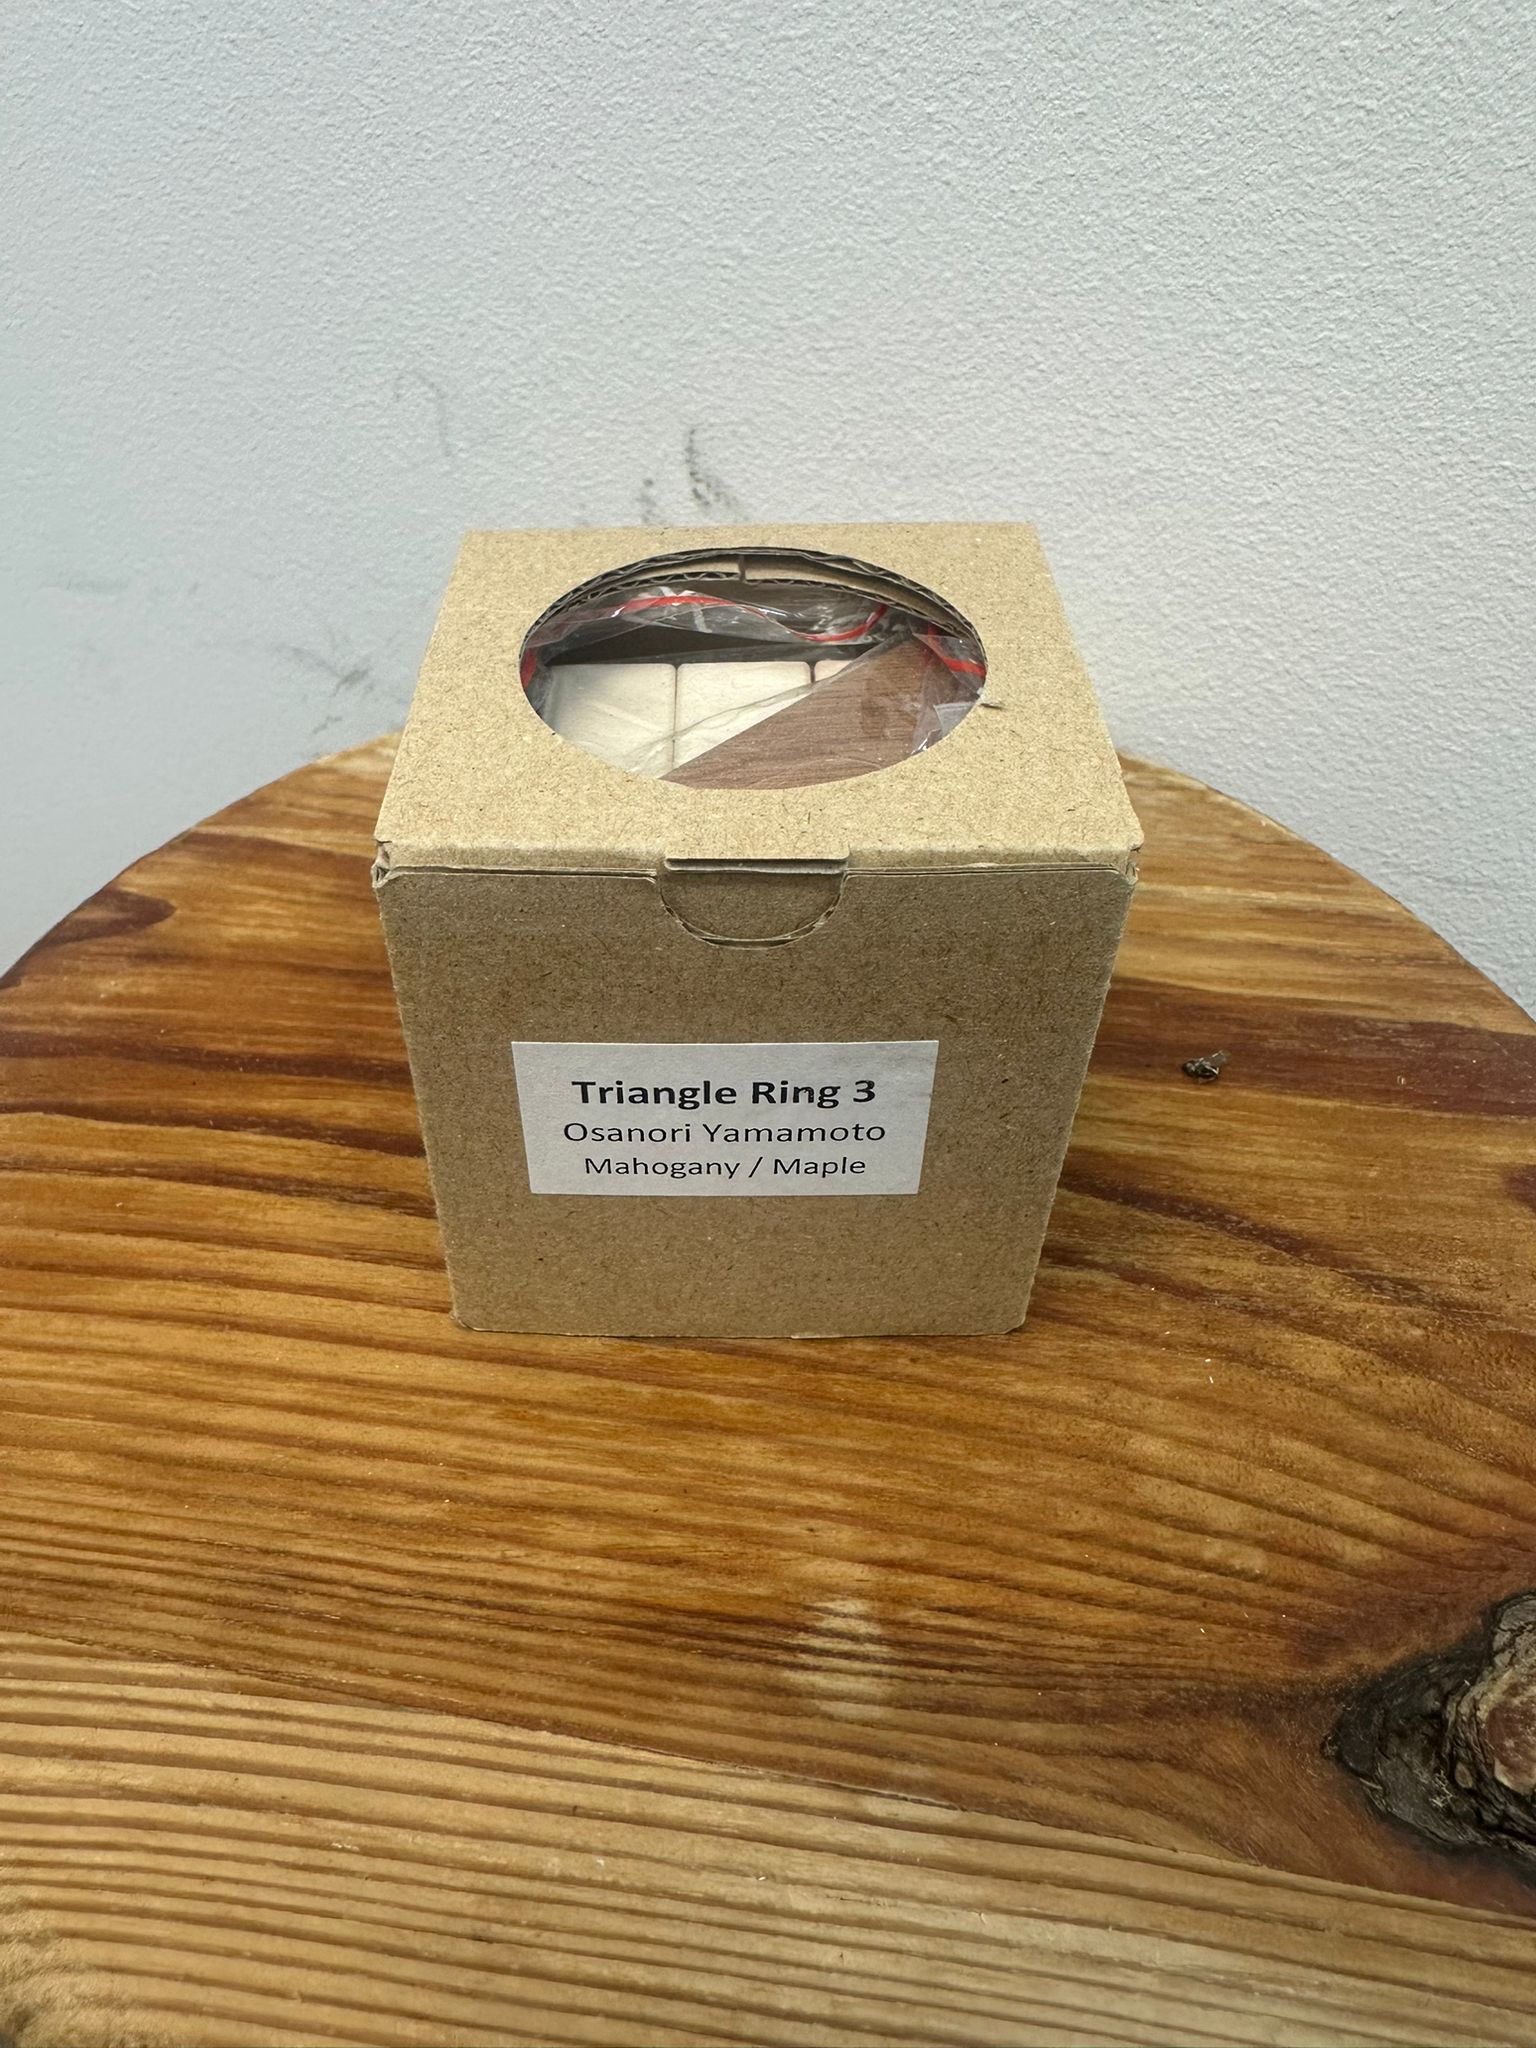 Triangle Ring 3
Osanori Yamamoto
Mahogany / Maple